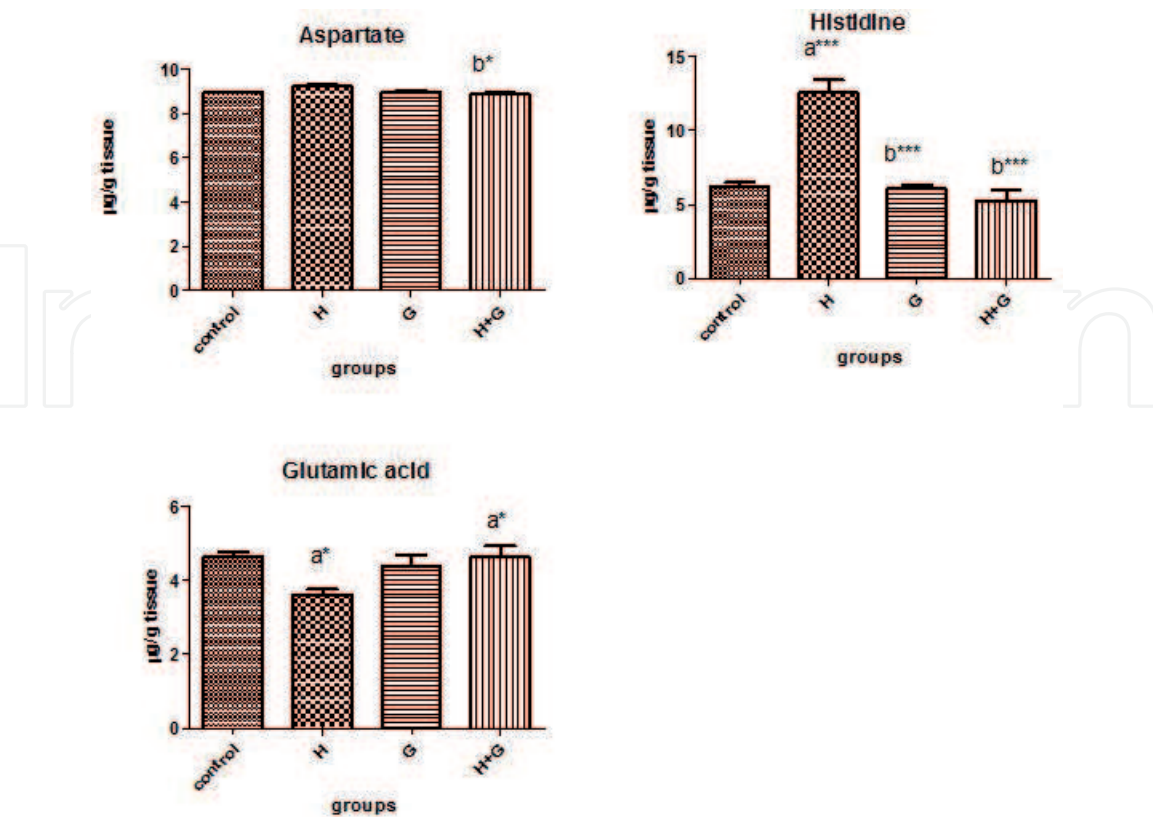 Aspartate
b*
10
8
6
4
2
0
µg/g tissue
control
H
G
H+G
groups
Histidine
a***
b***
b***
15
10
5
0
µg/g tissue
control
H
G
H+G
groups
Glutamic acid
a*
a*
6
4
2
0
µg/g tissue
control
H
G
H+G
groups